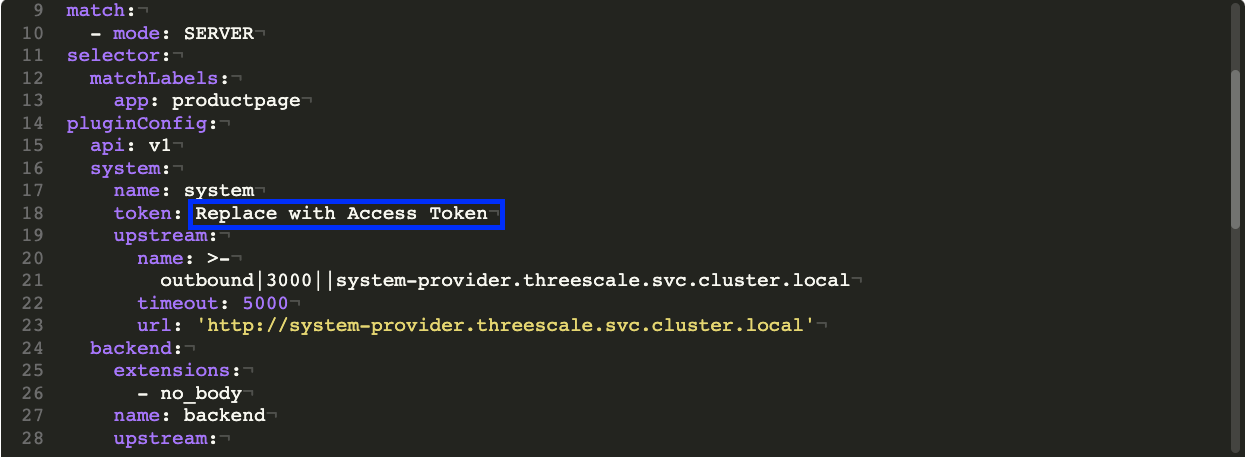 9 match:¬
10 - mode: SERVER¬
11 selector:¬
12 matchLabels:¬
13 app: productpage¬
14 pluginConfig:¬
15 api: v1¬
16 system:¬
17 name: system¬
18 token: Replace with Access Token¬
19 upstream:¬
20 name: >-¬
21 outbound|3000||system-provider.threescale.svc.cluster.local¬
22 timeout: 5000¬
23 url: 'http://system-provider.threescale.svc.cluster.local'¬
24 backend:¬
25 extensions:¬
26 - no_body¬
27 name: backend¬
28 upstream:¬